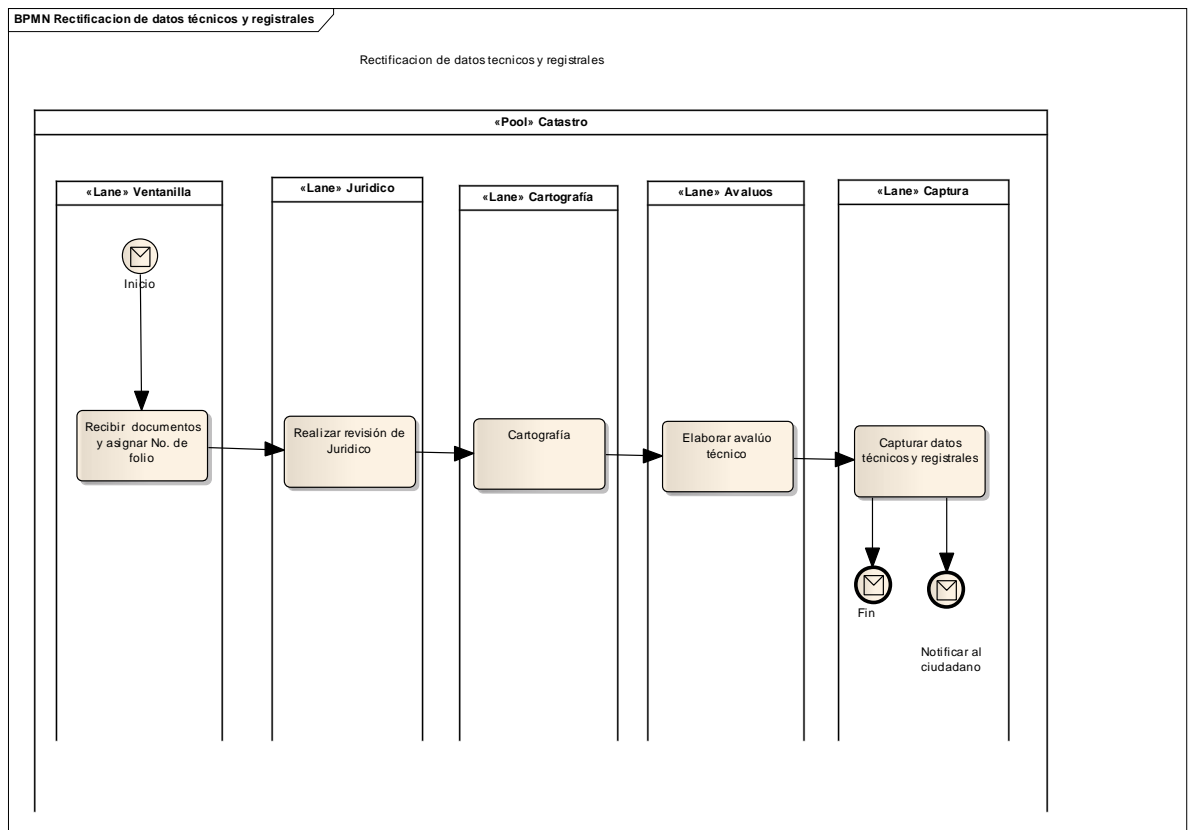 BPMN Rectificacion de datos técnicos y registrales
Rectificacion de datos tecnicos y registrales
«Pool» Catastro
«Lane» Ventanilla
«Lane» Juridico
«Lane» Cartografía
«Lane» Avaluos
«Lane» Captura
Inicio
Recibir documentos
y asignar No. de
folio
Realizar revisión de
Juridico
Cartografía
Elaborar avalúo
técnico
Capturar datos
técnicos y registrales
Fin
Notificar al
ciudadano